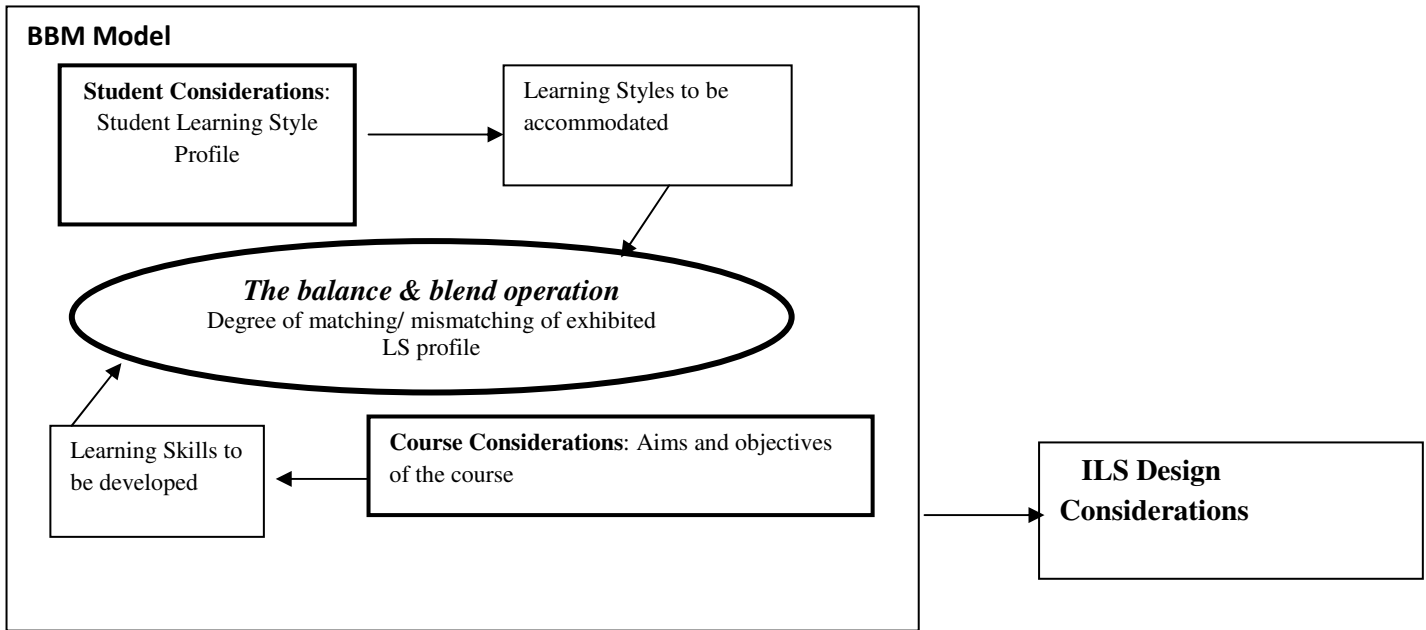 BBM Model
Student Considerations:
Student Learning Style
Profile
Learning Styles to be
accommodated
The balance & blend operation
Degree of matching/ mismatching of exhibited
LS profile
Learning Skills to
be developed
Course Considerations: Aims and objectives
of the course
ILS Design
Considerations